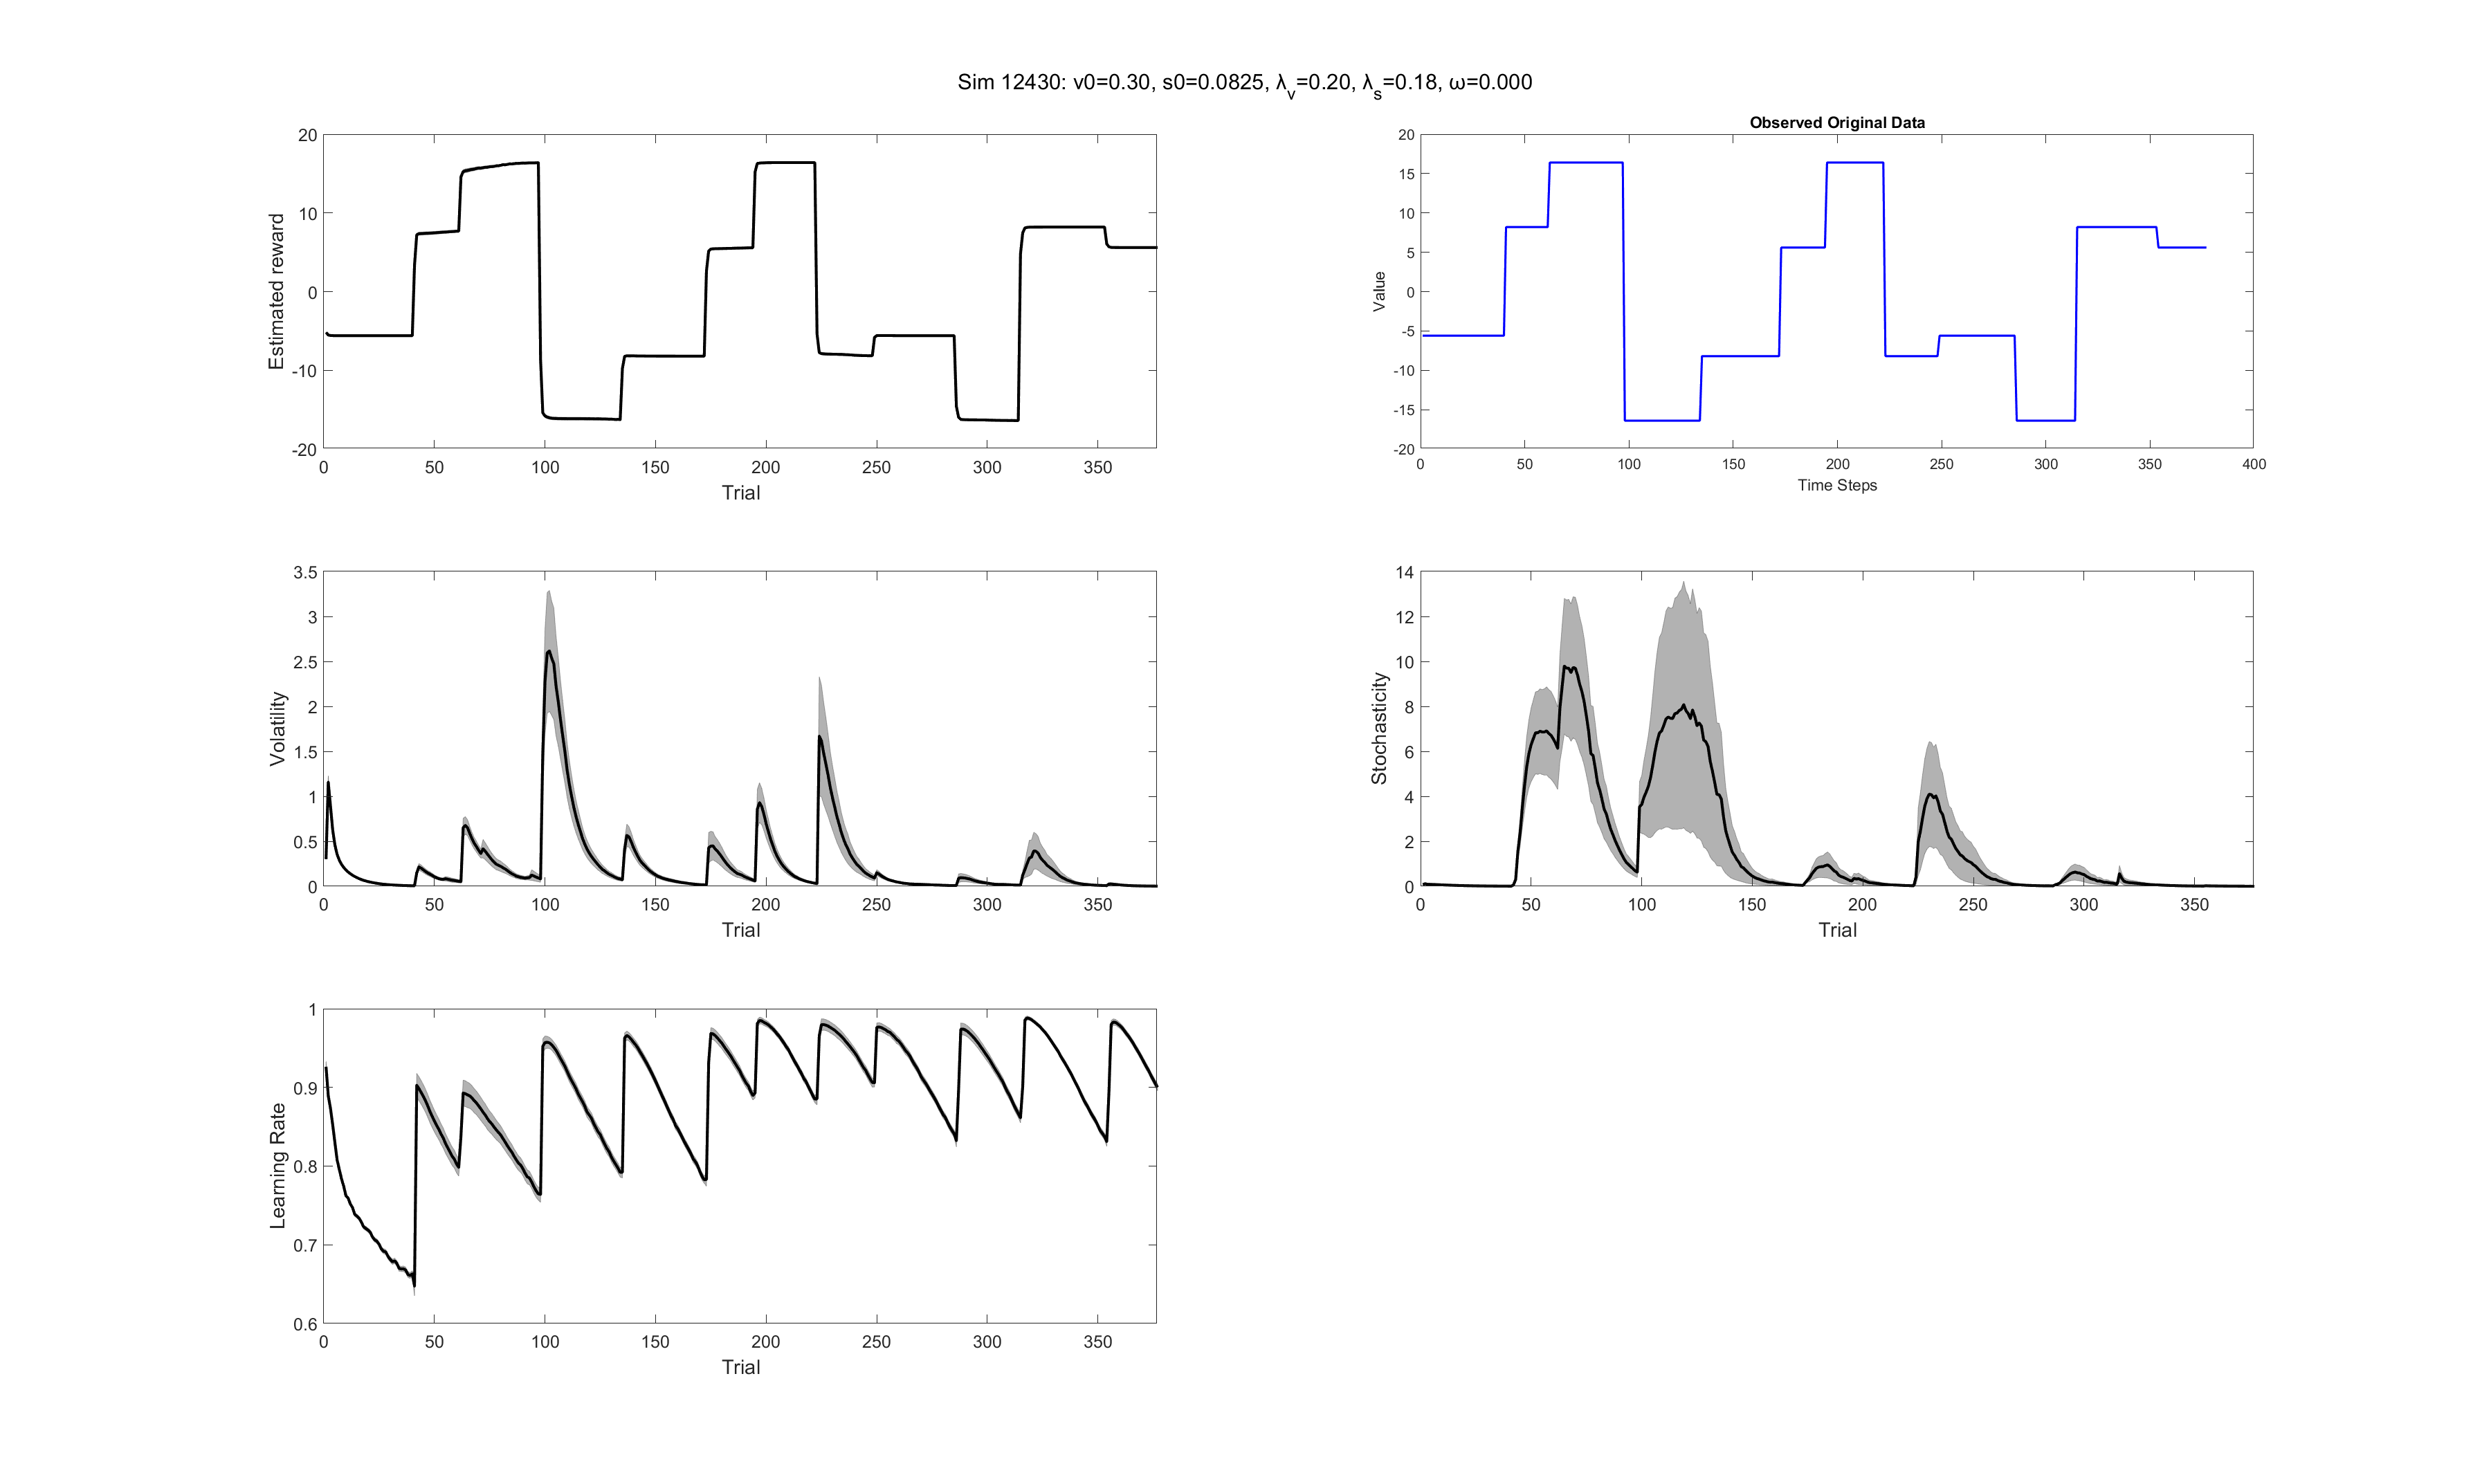 Sim 12430: v0=0.30, s0=0.0825, λv=0.20, λs=0.18, ω=0.000
Estimated reward
20
10
0
-10
-20
0 50 100 150 200 250 300 350
Trial
Observed Original Data
Value
20
15
10
5
0
-5
-10
-15
-20
0 50 100 150 200 250 300 350 400
Time Steps
Volatility
3.5
3
2.5
2
1.5
1
0.5
0
0 50 100 150 200 250 300 350
Trial
Stochasticity
14
12
10
8
6
4
2
0
0 50 100 150 200 250 300 350
Trial
Learning Rate
1
0.9
0.8
0.7
0.6
0 50 100 150 200 250 300 350
Trial